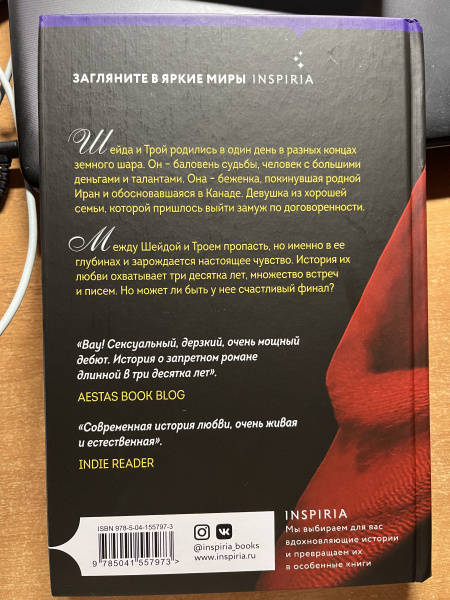 ЗАГЛЯНИТЕ В ЯРКИЕ МИРЫ INSPIRIA
Шейда и Трой родились в один день в разных концах
земного шара. Он – баловень судьбы, человек с большими
деньгами и талантами. Она – беженка, покинувшая родной
Иран и обосновавшаяся в Канаде. Девушка из хорошей
семьи, которой пришлось выйти замуж по договоренности.
Между Шейдой и Троем пропасть, но именно в ее
глубинах и зарождается настоящее чувство. История их
любви охватывает три десятка лет, множество встреч
и писем. Но может ли быть у нее счастливый финал?
«Вау! Сексуальный, дерзкий, очень мощный
дебют. История о запретном романе
длинной в три десятка лет».
AESTAS BOOK BLOG
«Современная история любви, очень живая
и естественная».
INDIE READER
ISBN 978-5-04-155797-3
9 785041 557973 >
@inspiria_books
www.inspiria.ru
INSPIRIA
Мы выбираем для вас
вдохновляющие истории
и превращаем их
в особенные книги